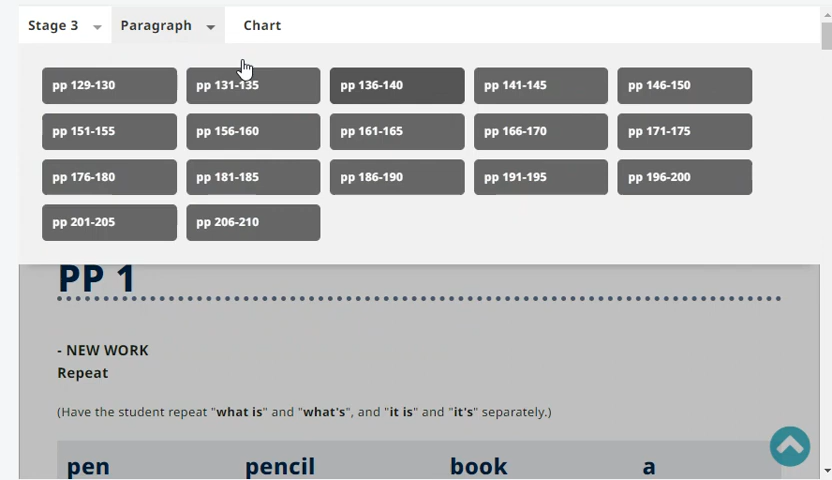 Stage 3 Paragraph Chart
pp 129-130 pp 131-135 pp 136-140 pp 141-145 pp 146-150
pp 151-155 pp 156-160 pp 161-165 pp 166-170 pp 171-175
pp 176-180 pp 181-185 pp 186-190 pp 191-195 pp 196-200
pp 201-205 pp 206-210
PP 1
- NEW WORK
Repeat
(Have the student repeat "what is" and "what's", and "it is" and "it's" separately.)
pen pencil book a